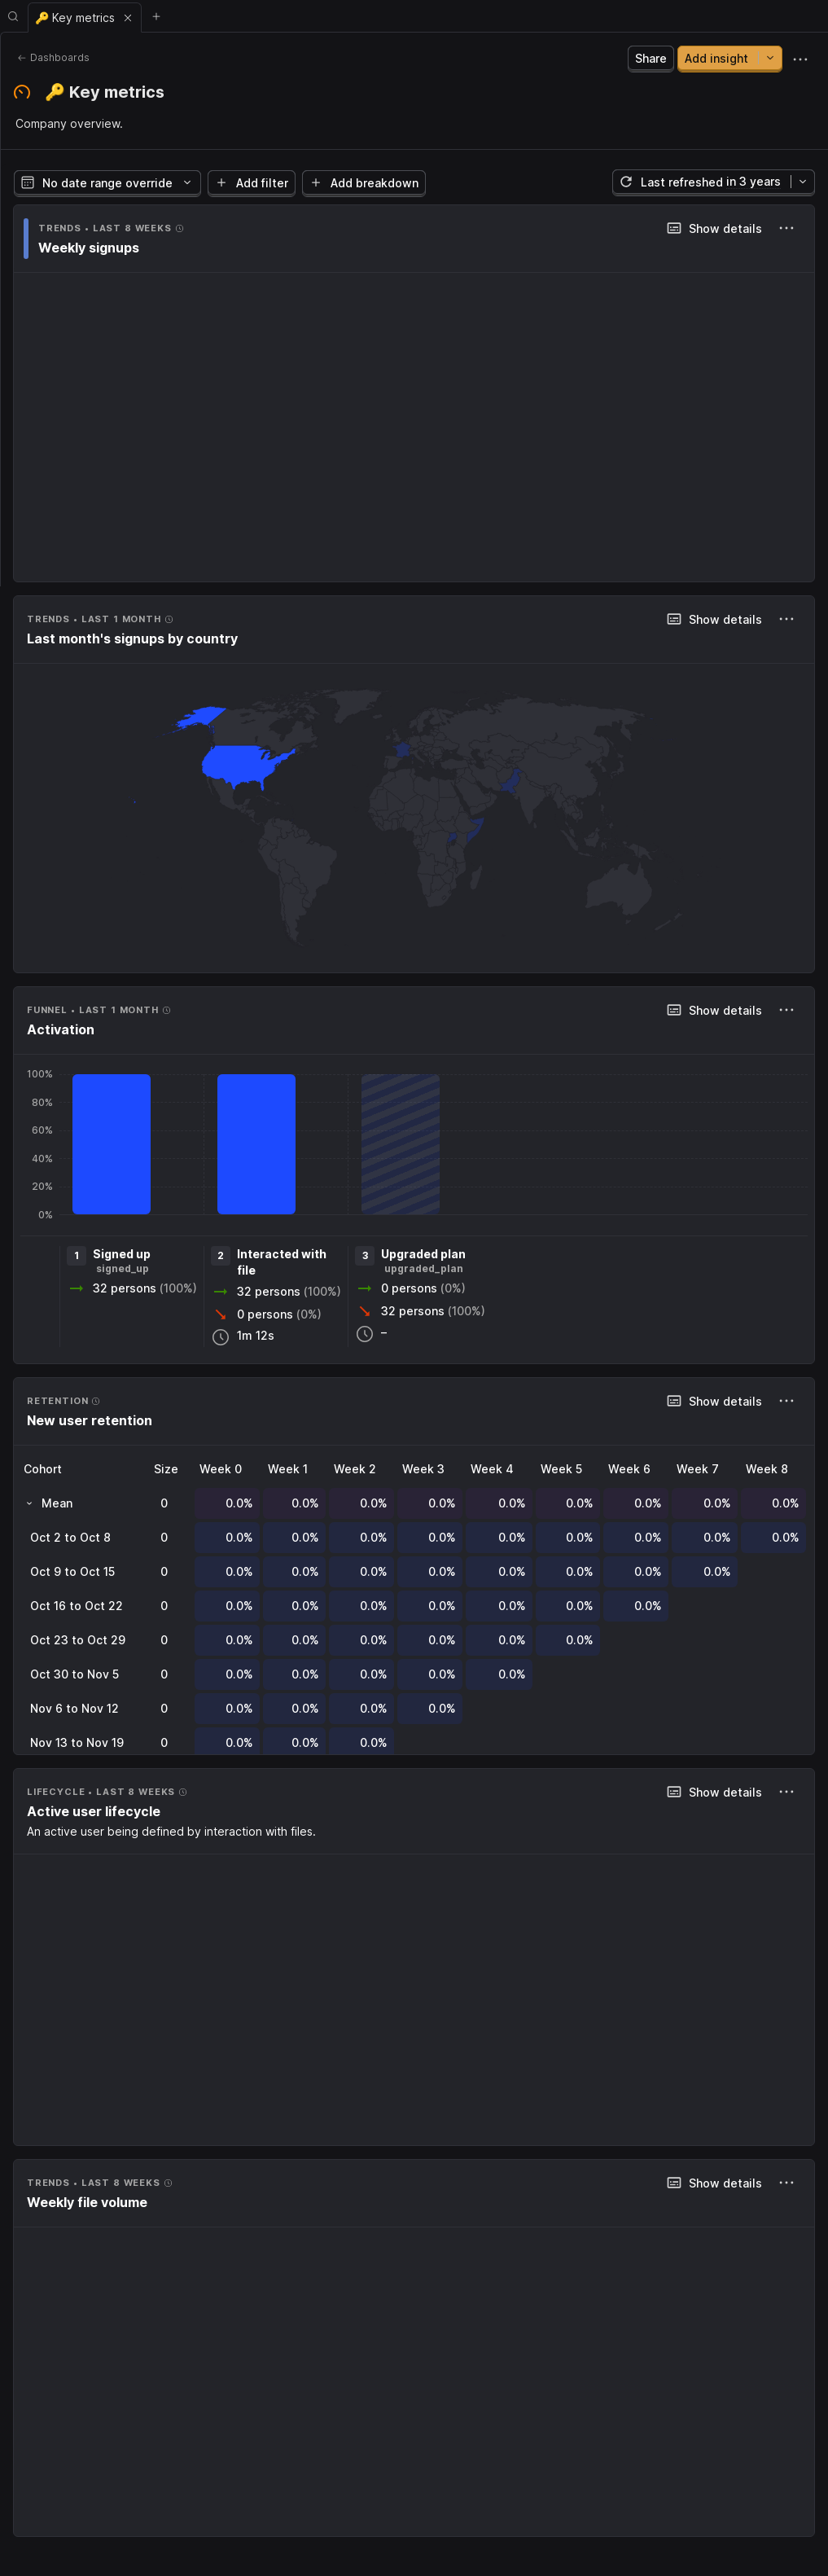 🔑 Key metrics
Dashboards
Share
Add insight
🔑 Key metrics
Company overview.
No date range override
Add filter
Add breakdown
Last refreshed in 3 years
TRENDS • LAST 8 WEEKS
Show details
Weekly signups
TRENDS • LAST 1 MONTH
Show details
Last month's signups by country
FUNNEL • LAST 1 MONTH
Show details
Activation
100%
80%
60%
40%
20%
0%
1 Signed up
signed_up
32 persons (100%)
2 Interacted with
file
32 persons (100%)
0 persons (0%)
1m 12s
3 Upgraded plan
upgraded_plan
0 persons (0%)
32 persons (100%)
–
RETENTION
Show details
New user retention
Cohort Size Week 0 Week 1 Week 2 Week 3 Week 4 Week 5 Week 6 Week 7 Week 8
Mean 0 0.0% 0.0% 0.0% 0.0% 0.0% 0.0% 0.0% 0.0% 0.0%
Oct 2 to Oct 8 0 0.0% 0.0% 0.0% 0.0% 0.0% 0.0% 0.0% 0.0% 0.0%
Oct 9 to Oct 15 0 0.0% 0.0% 0.0% 0.0% 0.0% 0.0% 0.0% 0.0%
Oct 16 to Oct 22 0 0.0% 0.0% 0.0% 0.0% 0.0% 0.0% 0.0%
Oct 23 to Oct 29 0 0.0% 0.0% 0.0% 0.0% 0.0% 0.0%
Oct 30 to Nov 5 0 0.0% 0.0% 0.0% 0.0% 0.0%
Nov 6 to Nov 12 0 0.0% 0.0% 0.0% 0.0%
Nov 13 to Nov 19 0 0.0% 0.0% 0.0%
LIFECYCLE • LAST 8 WEEKS
Show details
Active user lifecycle
An active user being defined by interaction with files.
TRENDS • LAST 8 WEEKS
Show details
Weekly file volume